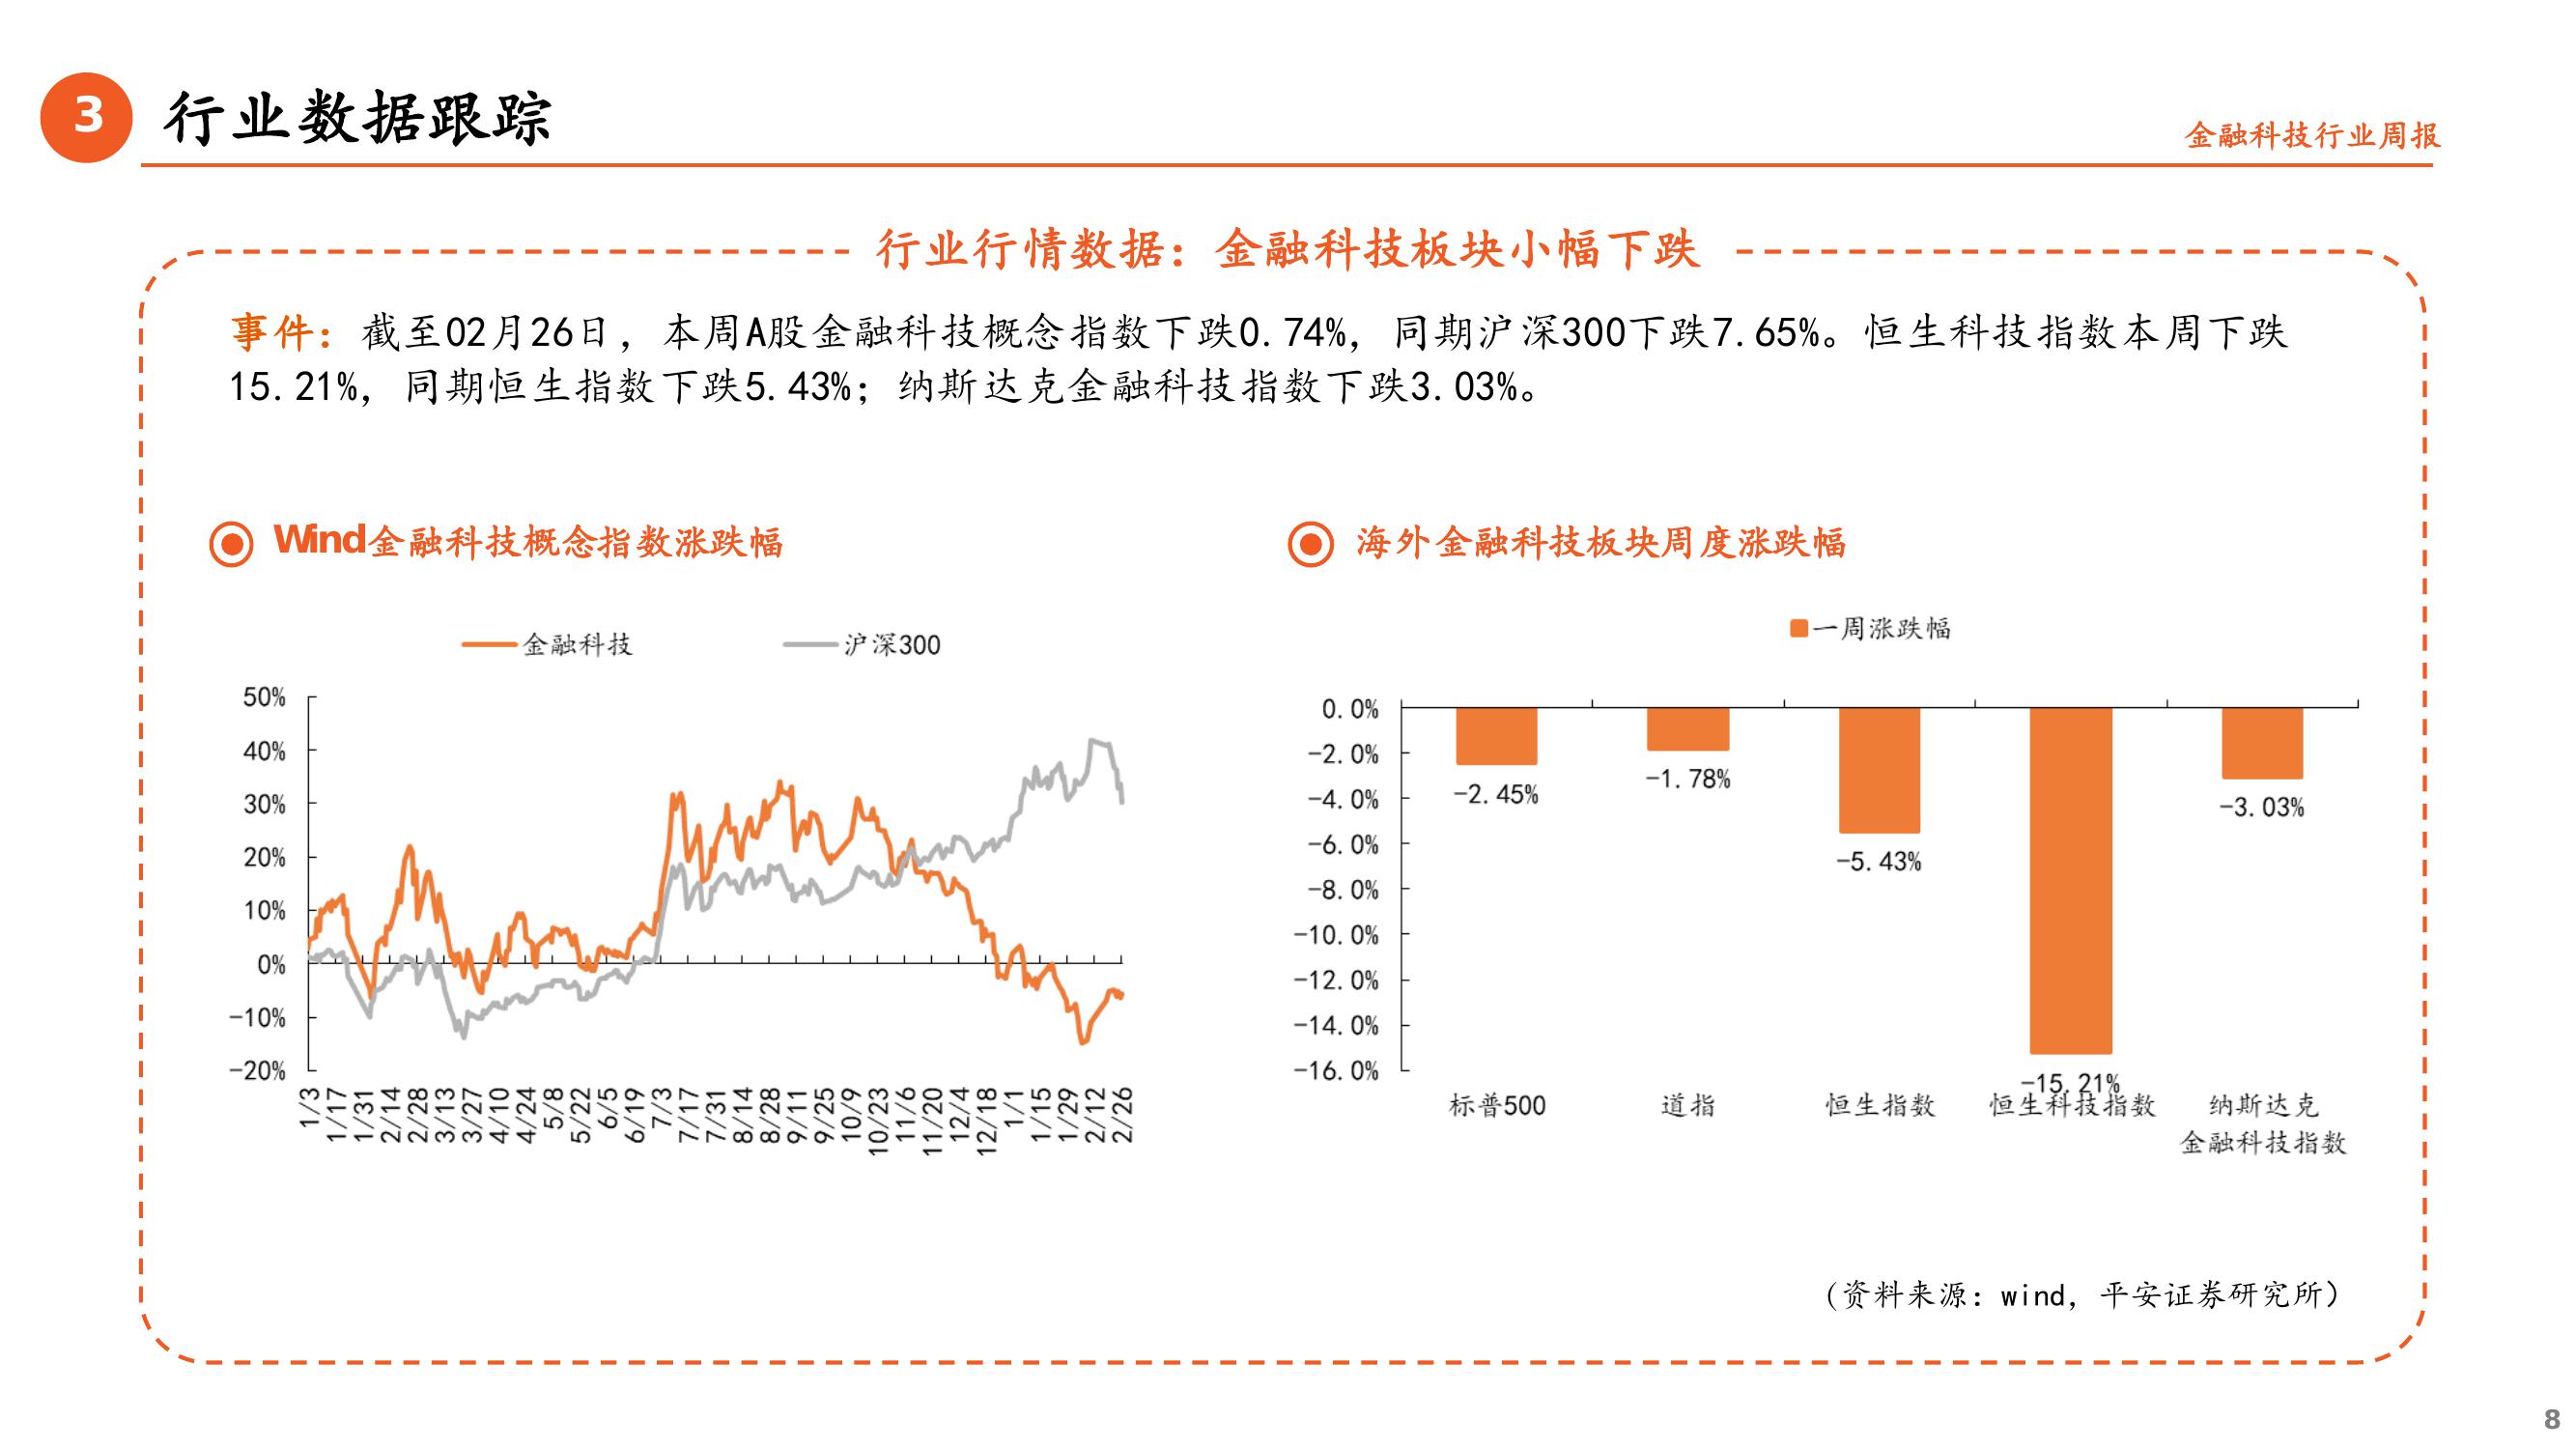 3
行业数据跟踪
金融科技行业周报
行业行情数据：金融科技板块小幅下跌
事件：截至02月26日，本周A股金融科技概念指数下跌0.74%，同期沪深300下跌7.65%。恒生科技指数本周下跌
15.21%，同期恒生指数下跌5.43%；纳斯达克金融科技指数下跌3.03%。
Wind金融科技概念指数涨跌幅
金融科技 沪深300
50%
40%
30%
20%
10%
0%
-10%
-20%
1/3 1/17 1/31 2/14 2/28 3/13 3/27 4/10 4/24 5/8 5/22 6/5 6/19 7/3 7/17 7/31 8/14 8/28 9/11 9/25 10/9 10/23 11/6 11/20 12/4 12/18 1/1 1/15 1/29 2/12 2/26
海外金融科技板块周度涨跌幅
一周涨跌幅
0.0%
-2.0%
-4.0%
-6.0%
-8.0%
-10.0%
-12.0%
-14.0%
-16.0%
-2.45%
-1.78%
-5.43%
-15.21%
-3.03%
标普500 道指 恒生指数 恒生科技指数 纳斯达克
金融科技指数
（资料来源：wind，平安证券研究所）
8